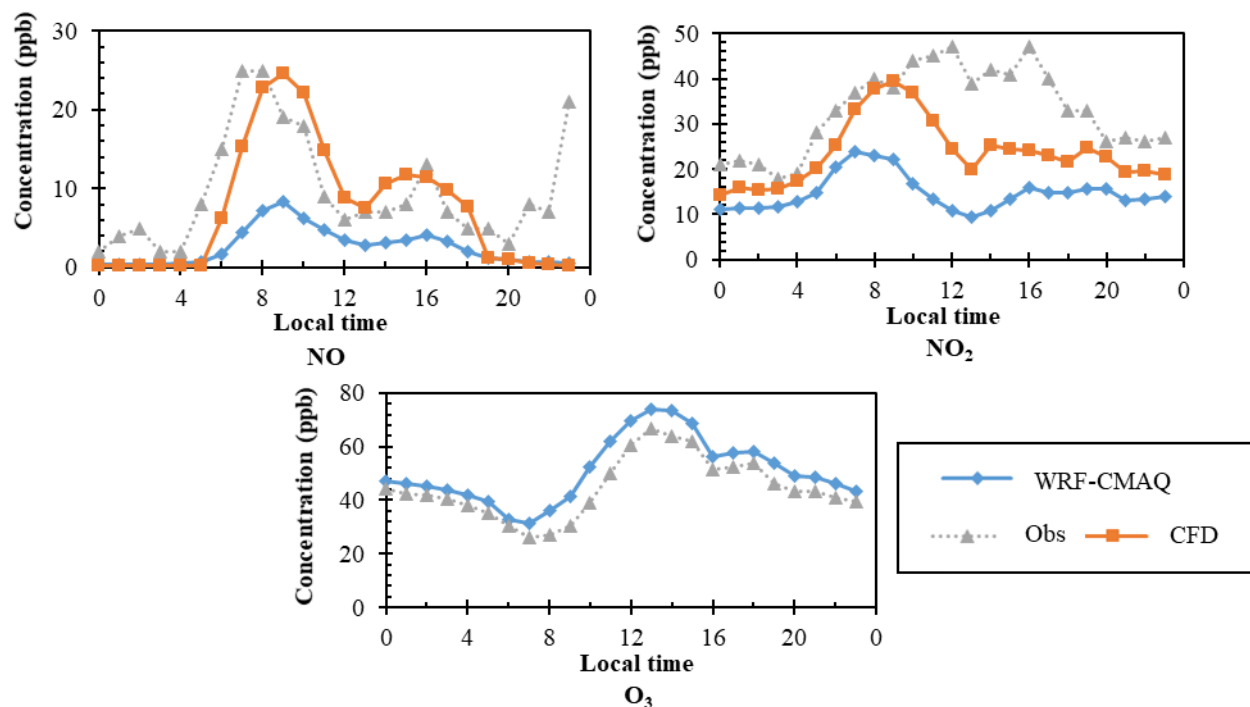 Concentration (ppb)
30
20
10
0
0 4 8 12 16 20 0
Local time
NO
Concentration (ppb)
50
40
30
20
10
0
0 4 8 12 16 20 0
Local time
NO₂
Concentration (ppb)
80
60
40
20
0
0 4 8 12 16 20 0
Local time
O₃
WRF-CMAQ
Obs CFD